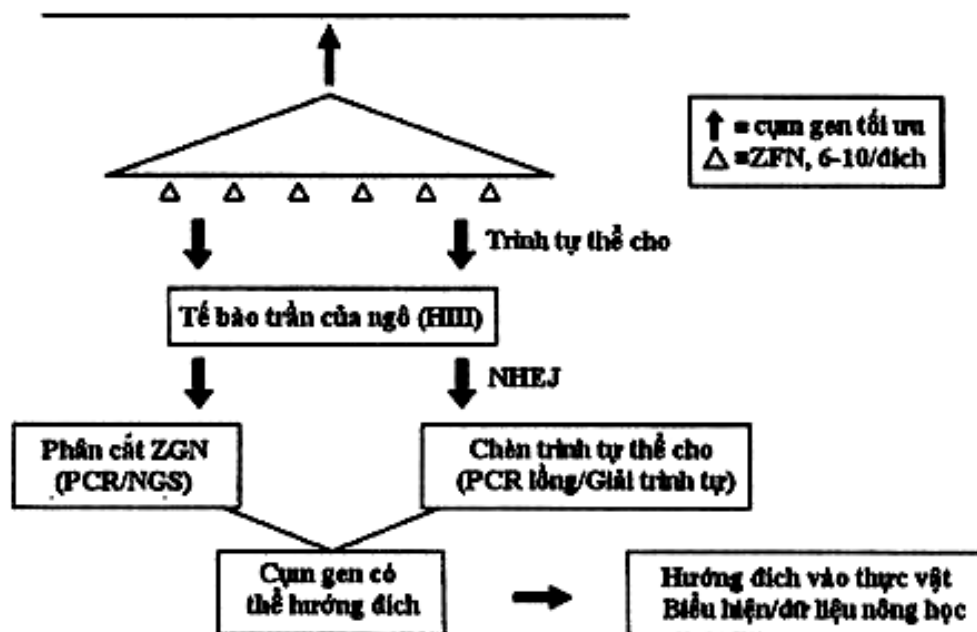 ↑ = cụm gen tối ưu
△ =ZFN, 6-10/đích
Trình tự thể cho
Tế bào trần của ngô (HIII)
NHEJ
Phân cắt ZGN
(PCR/NGS)
Chèn trình tự thể cho
(PCR lồng/Giải trình tự)
Cụm gen có
thể hướng đích
Hướng đích vào thực vật
Biểu hiện/dữ liệu nông học